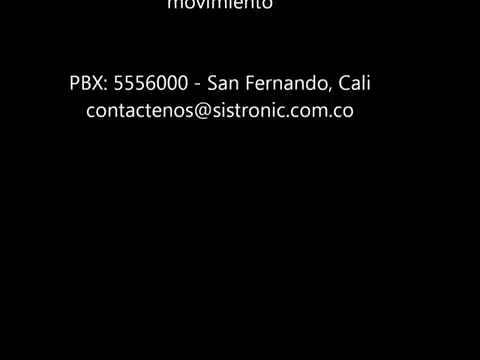 movimiento
PBX: 5556000 - San Fernando, Cali
contactenos@sistronic.com.co